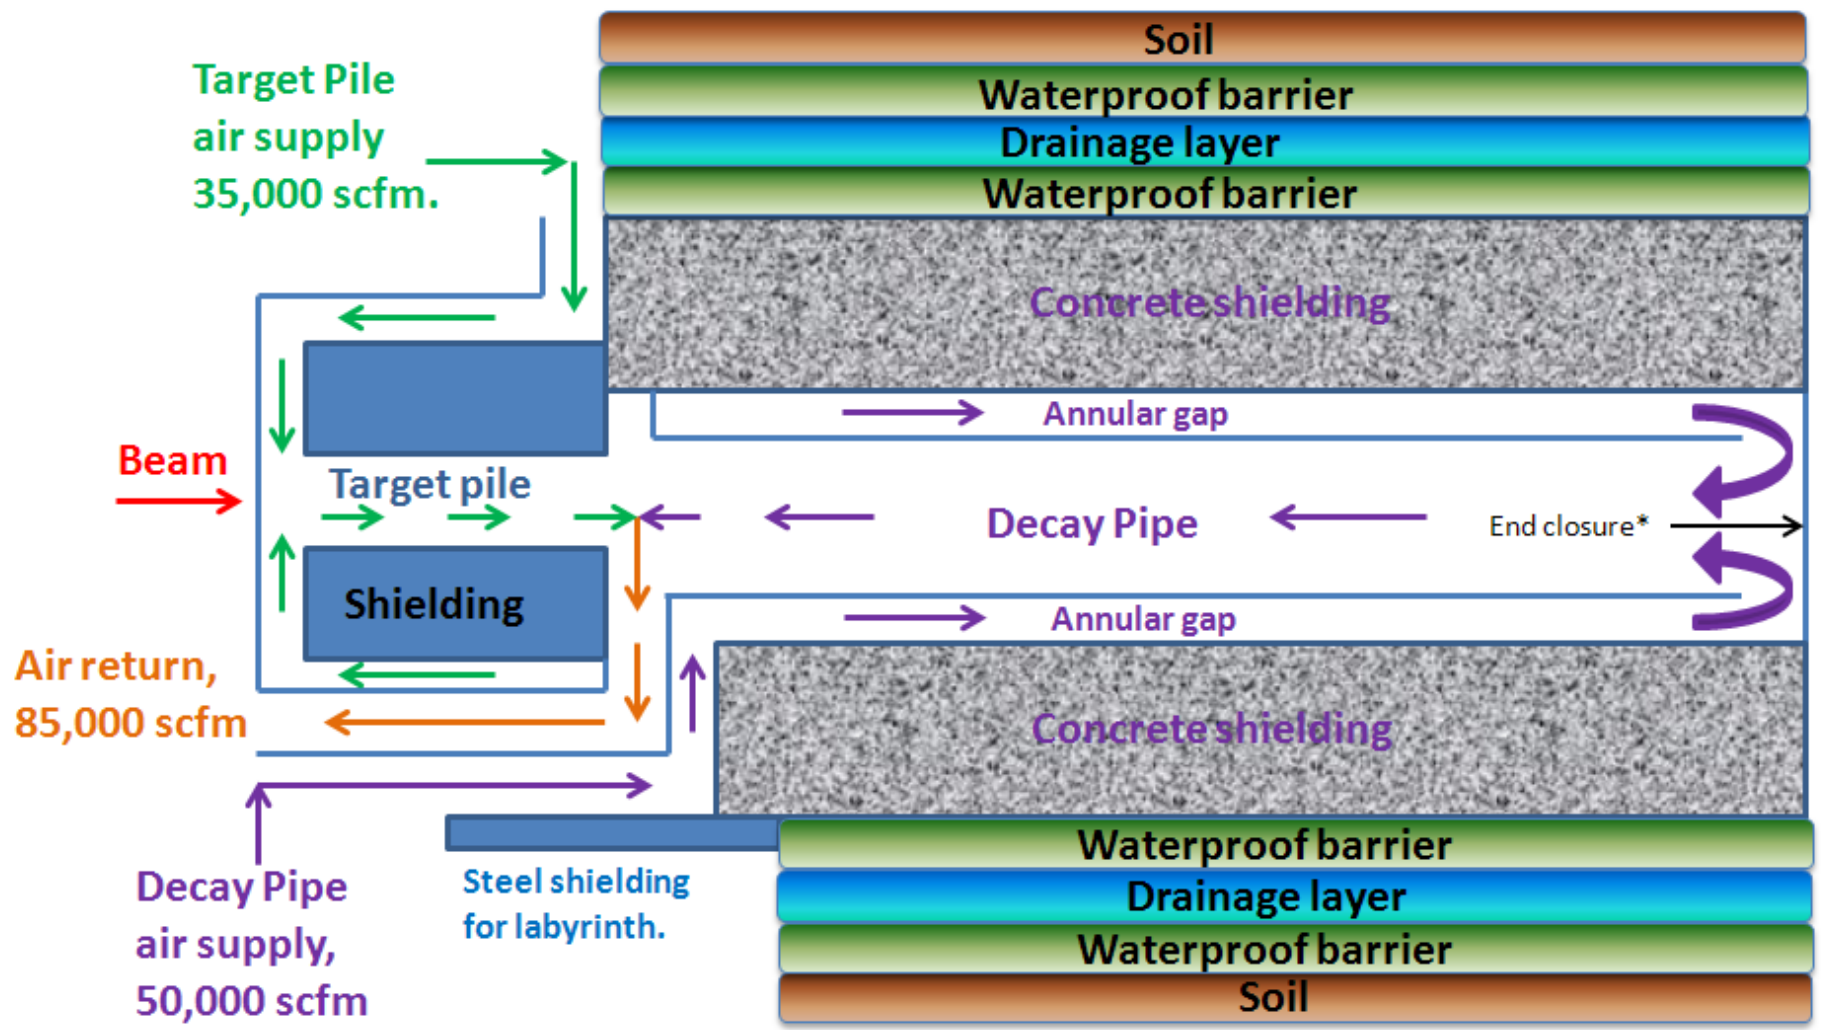 Soil
Waterproof barrier
Drainage layer
Waterproof barrier
Target Pile
air supply
35,000 scfm.
Concrete shielding
Annular gap
Beam
Target pile
Decay Pipe
End closure*
Shielding
Annular gap
Air return,
85,000 scfm
Concrete shielding
Decay Pipe
air supply,
50,000 scfm
Steel shielding
for labyrinth.
Waterproof barrier
Drainage layer
Waterproof barrier
Soil